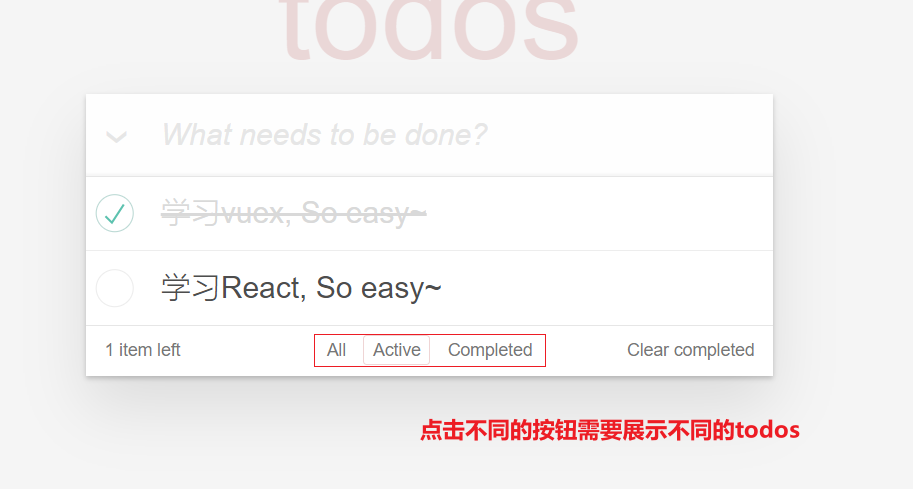 todos
What needs to be done?
学习vuex, So easy~
学习React, So easy~
1 item left All Active Completed Clear completed
点击不同的按钮需要展示不同的todos